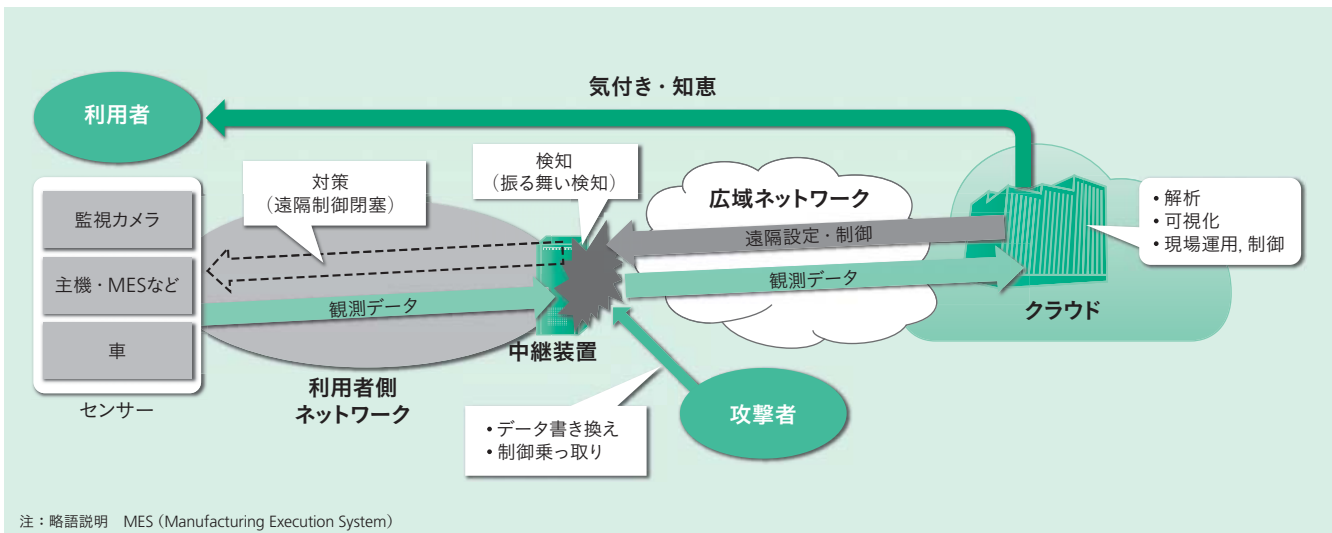 気付き・知恵
利用者
検知
(振る舞い検知)
対策
(遠隔制御閉塞)
広域ネットワーク
監視カメラ
主機・MESなど
車
センサー
遠隔設定・制御
観測データ
観測データ
• 解析
• 可視化
• 現場運用, 制御
クラウド
中継装置
利用者側
ネットワーク
攻撃者
• データ書き換え
• 制御乗っ取り
注:略語説明 MES(Manufacturing Execution System)